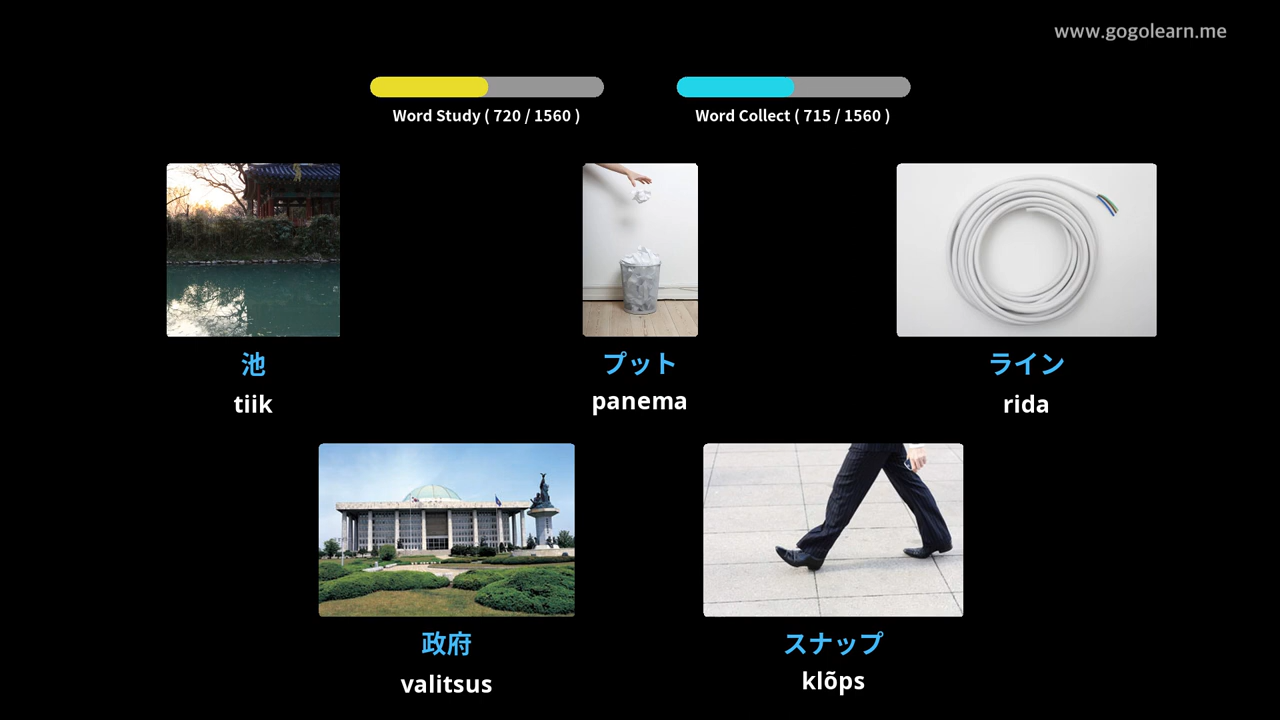 www.gogolearn.me
Word Study ( 720 / 1560 )
Word Collect ( 715 / 1560 )
池
プット
ライン
tiik
panema
rida
政府
スナップ
valitsus
klõps